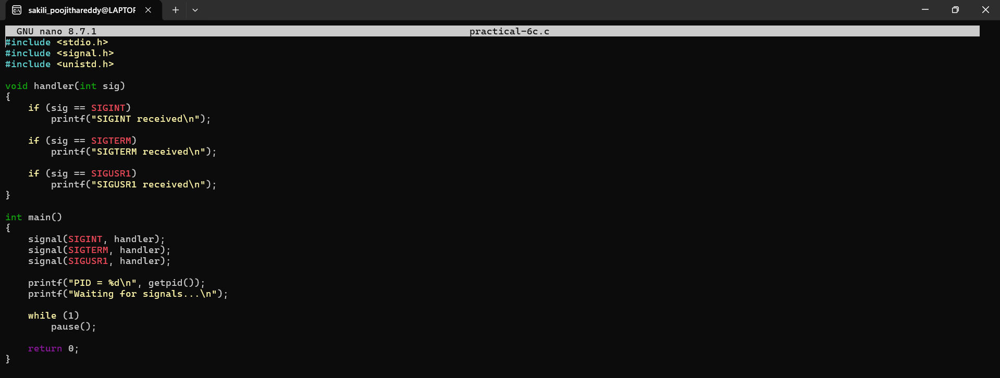 sakili_poojithareddy@LAPTOP
GNU nano 8.7.1 practical-6c.c
#include <stdio.h>
#include <signal.h>
#include <unistd.h>

void handler(int sig)
{
    if (sig == SIGINT)
        printf("SIGINT received\n");

    if (sig == SIGTERM)
        printf("SIGTERM received\n");

    if (sig == SIGUSR1)
        printf("SIGUSR1 received\n");
}

int main()
{
    signal(SIGINT, handler);
    signal(SIGTERM, handler);
    signal(SIGUSR1, handler);

    printf("PID = %d\n", getpid());
    printf("Waiting for signals...\n");

    while (1)
        pause();

    return 0;
}